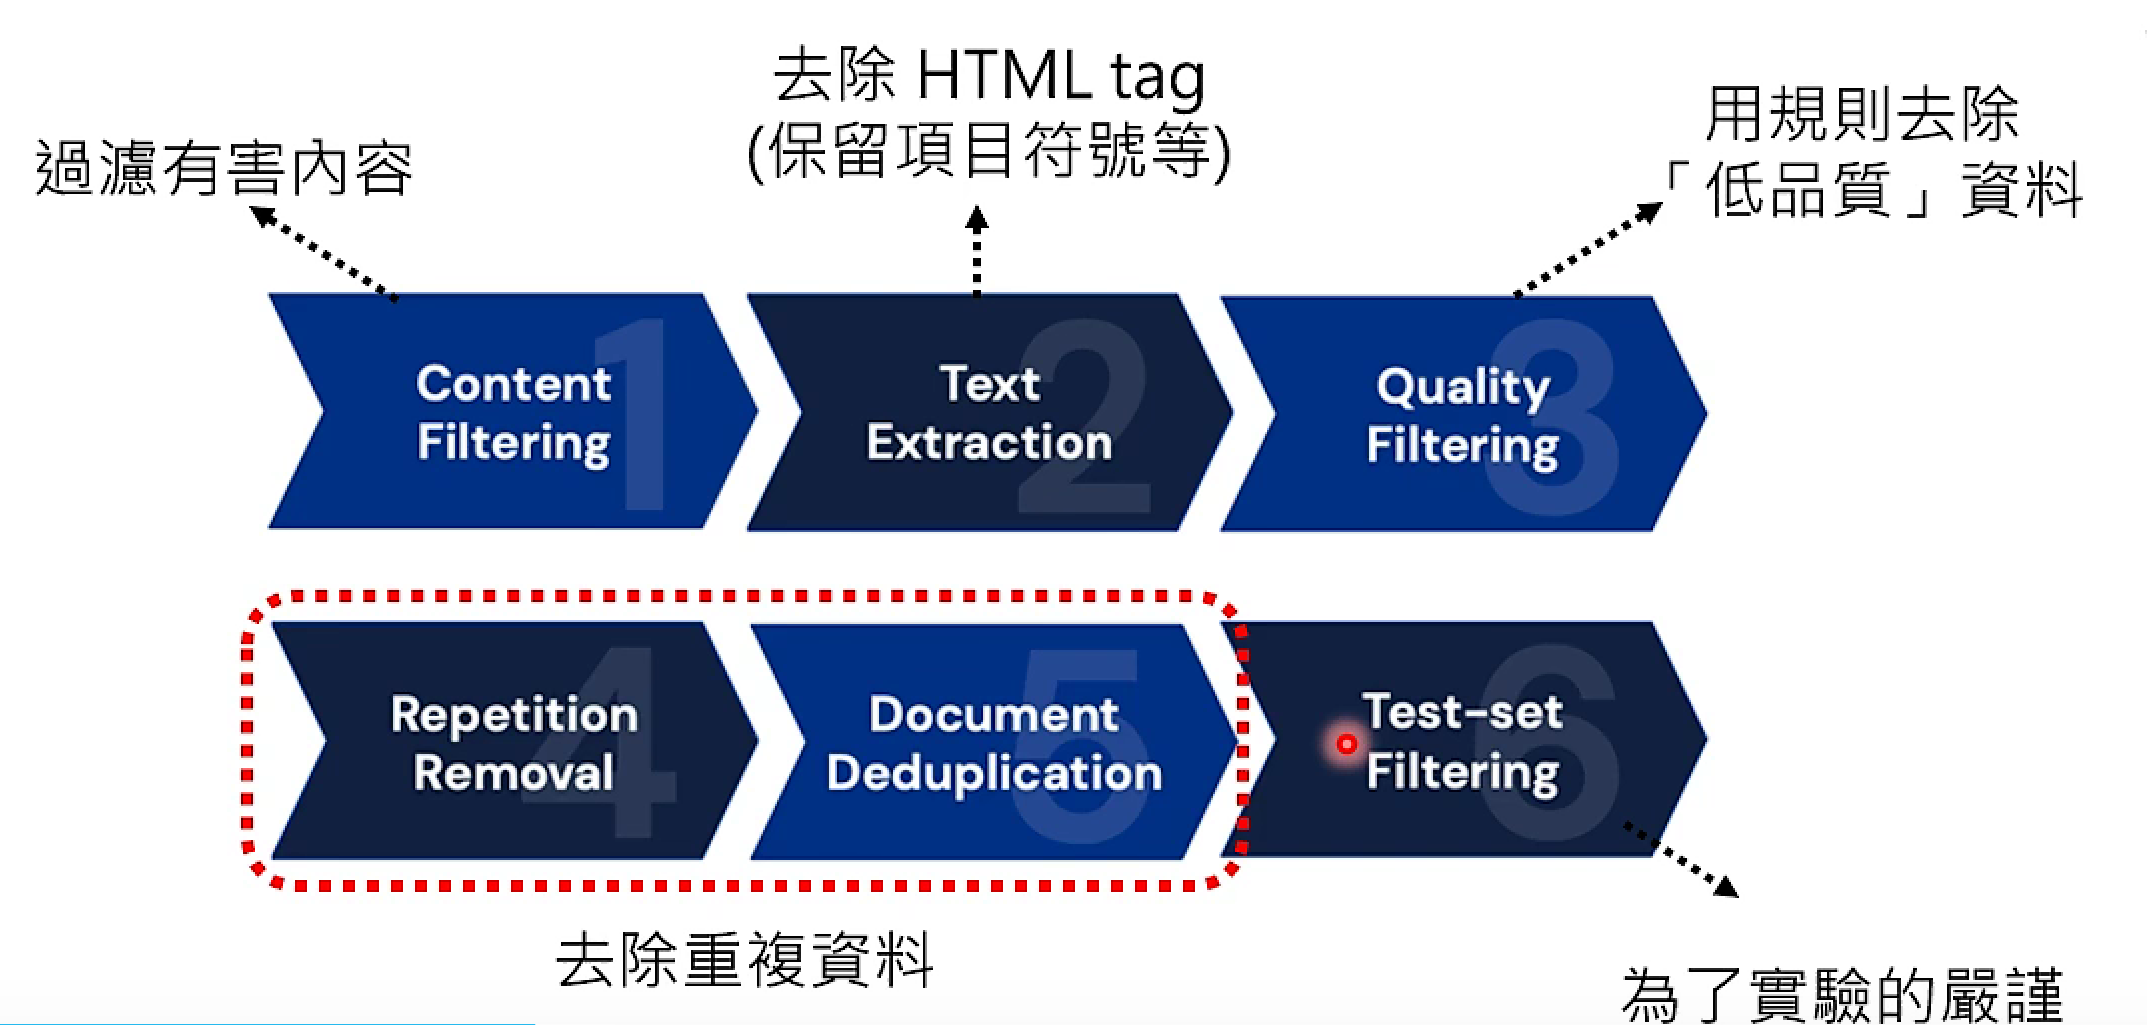 過濾有害內容
去除 HTML tag
(保留項目符號等)
用規則去除
「低品質」資料
1
Content
Filtering
2
Text
Extraction
3
Quality
Filtering
4
Repetition
Removal
5
Document
Deduplication
6
Test-set
Filtering
去除重複資料
為了實驗的嚴謹